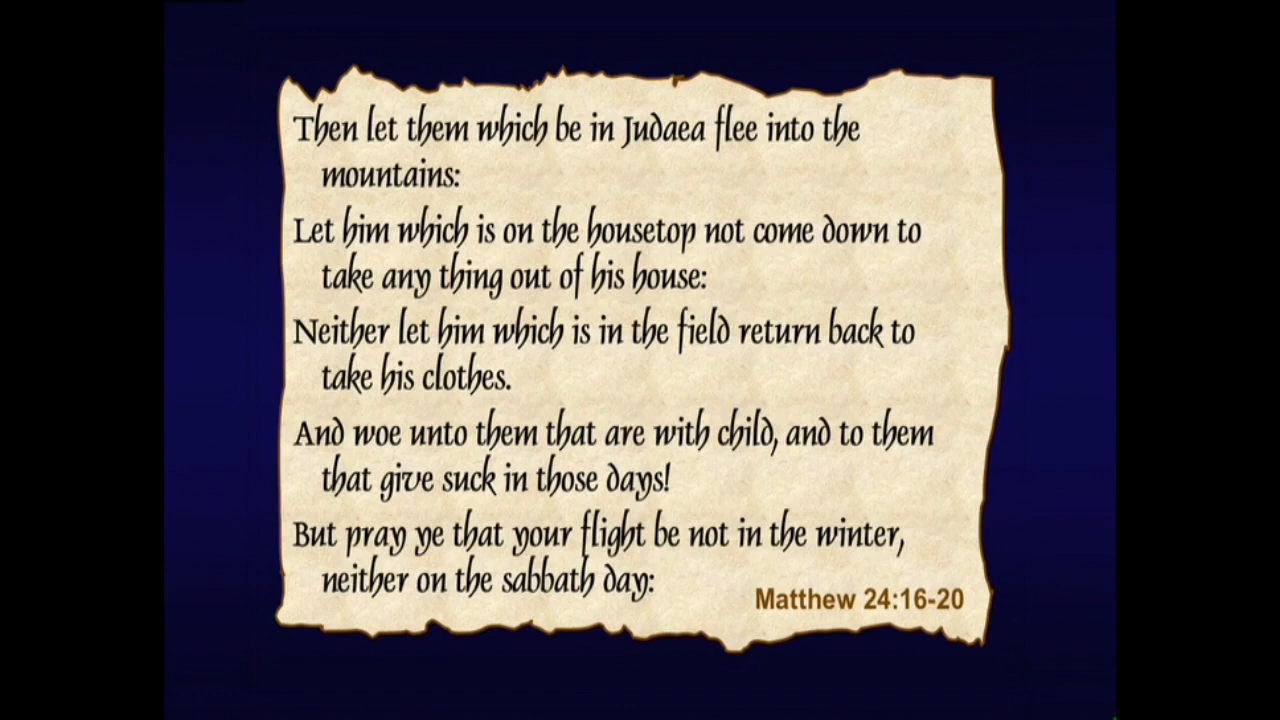 Then let them which be in Judaea flee into the
mountains:
Let him which is on the housetop not come down to
take any thing out of his house:
Neither let him which is in the field return back to
take his clothes.
And woe unto them that are with child, and to them
that give suck in those days!
But pray ye that your flight be not in the winter,
neither on the sabbath day:
Matthew 24:16-20